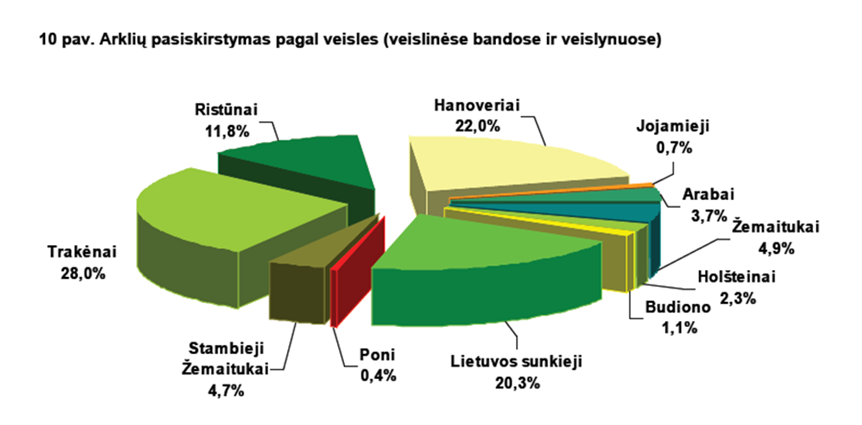 10 pav. Arklių pasiskirstymas pagal veisles (veislinėse bandose ir veislynuose)
Ristūnai
11,8%
Hanoveriai
22,0%
Jojamieji
0,7%
Arabai
3,7%
Žemaitukai
4,9%
Holšteinai
2,3%
Budiono
1,1%
Lietuvos sunkieji
20,3%
Poni
0,4%
Stambieji
Žemaitukai
4,7%
Trakėnai
28,0%